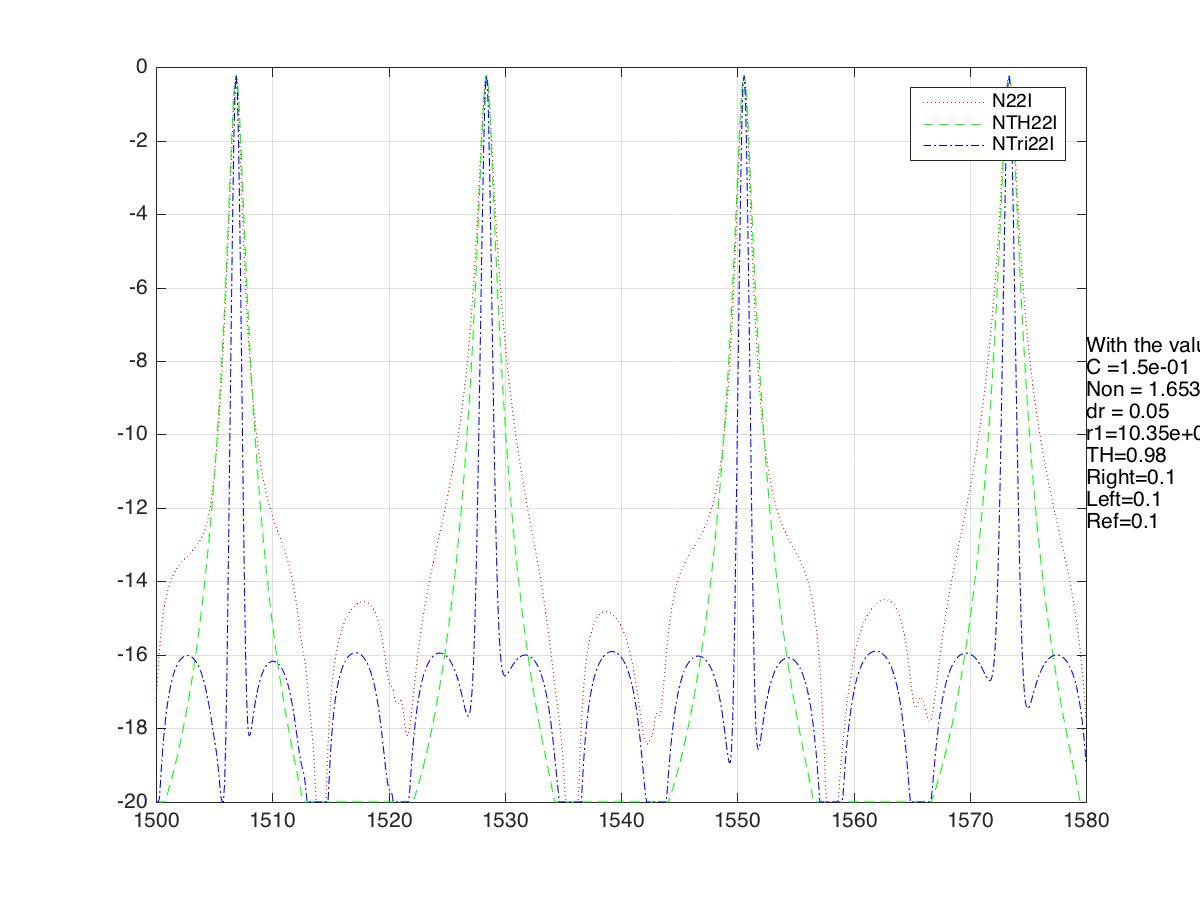 0
-2
-4
-6
-8
-10
-12
-14
-16
-18
-20
1500 1510 1520 1530 1540 1550 1560 1570 1580
N22I
NTH22I
NTri22I
With the
C =1.5e-01
Non = 1.653
dr = 0.05
r1=10.35e+0
TH=0.98
Right=0.1
Left=0.1
Ref=0.1